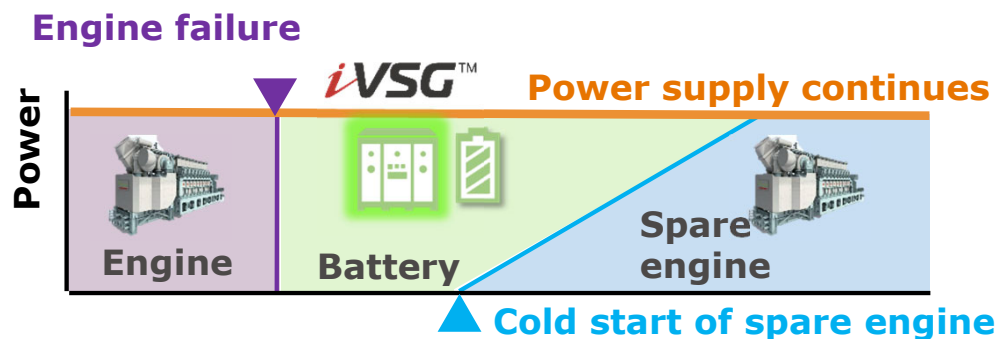 Engine failure
iVSG™
Power supply continues
Power
Engine
Battery
Spare
engine
Cold start of spare engine